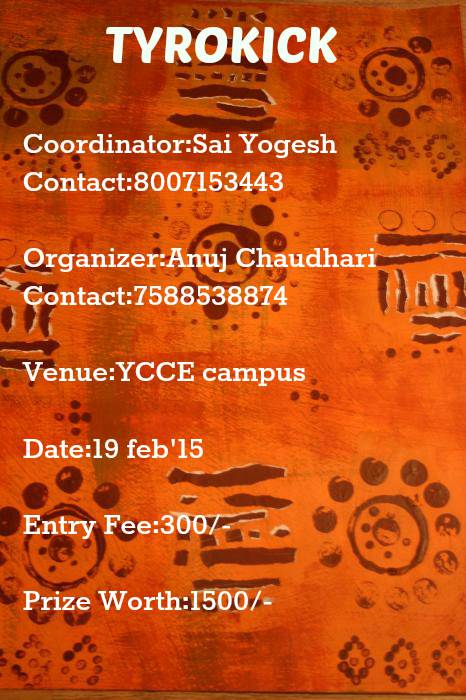 TYROKICK
Coordinator:Sai Yogesh
Contact:8007153443
Organizer:Anuj Chaudhari
Contact:7588538874
Venue:YCCE campus
Date:19 feb'15
Entry Fee:300/-
Prize Worth:1500/-